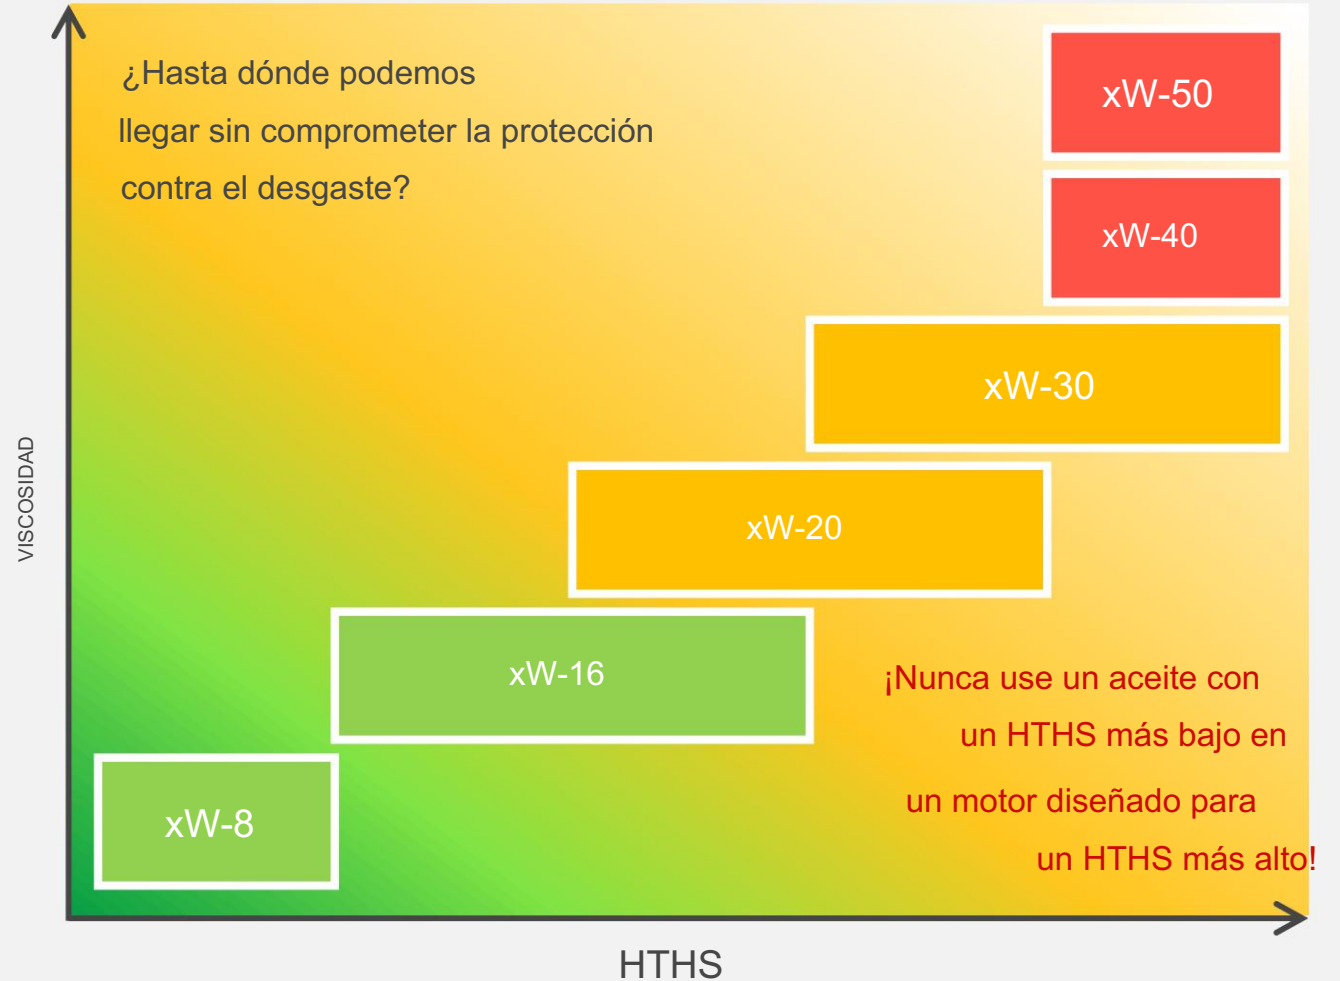 ¿Hasta dónde podemos
llegar sin comprometer la protección
contra el desgaste?
xW-50
xW-40
xW-30
xW-20
xW-16
xW-8
¡Nunca use un aceite con
un HTHS más bajo en
un motor diseñado para
un HTHS más alto!
VISCOSIDAD
HTHS